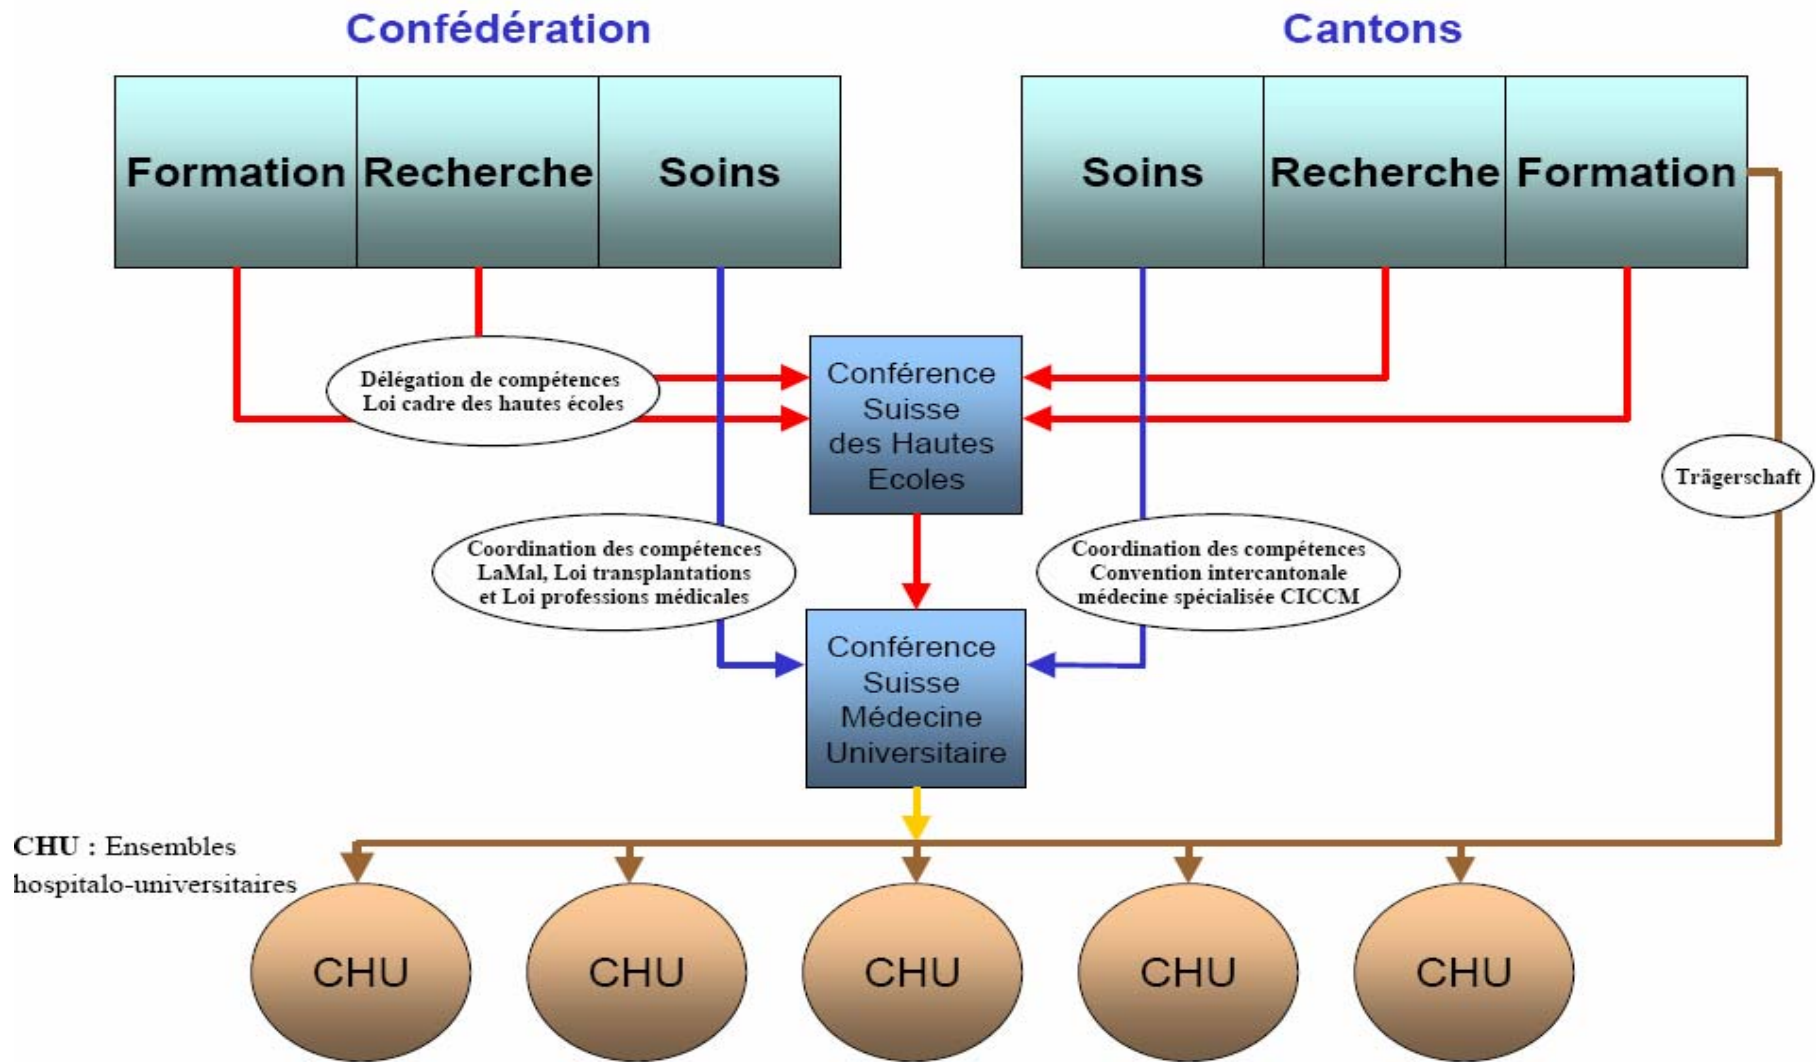 Confédération
Cantons
Formation
Recherche
Soins
Soins
Recherche
Formation
Délégation de compétences
Loi cadre des hautes écoles
Conférence
Suisse
des Hautes
Ecoles
Trägerschaft
Coordination des compétences
LaMal, Loi transplantations
et Loi professions médicales
Coordination des compétences
Convention intercantonale
médecine spécialisée CICCM
Conférence
Suisse
Médecine
Universitaire
CHU : Ensembles
hospitalo-universitaires
CHU
CHU
CHU
CHU
CHU